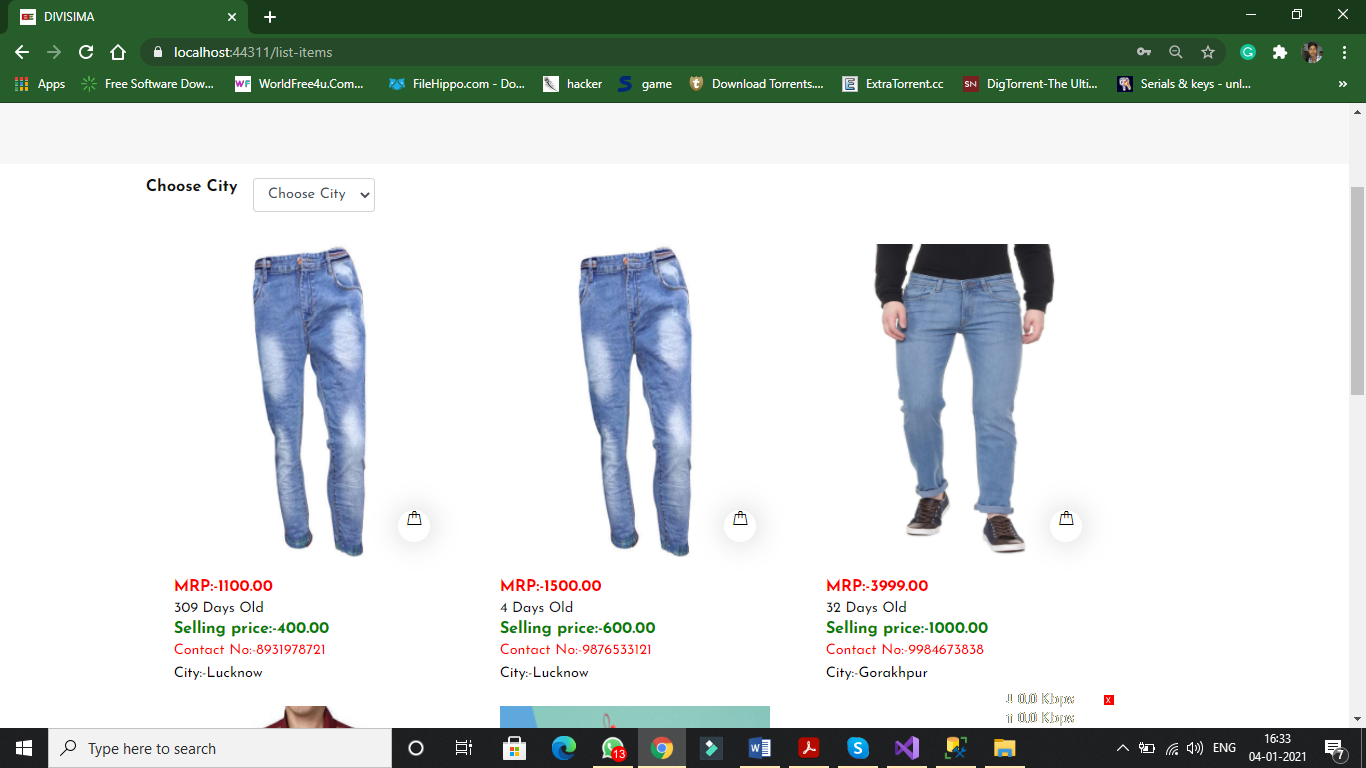 DIVISIMA
localhost:44311/list-items
Apps
Free Software Dow...
WF
WorldFree4u.Com...
FileHippo.com - Do...
hacker
S
game
t
Download Torrents....
E
ExtraTorrent.cc
SN
DigTorrent-The Ulti...
Serials & keys - unl...
»
Choose City
Choose City
MRP:-1100.00
309 Days Old
Selling price:-400.00
Contact No:-8931978721
City:-Lucknow
MRP:-1500.00
4 Days Old
Selling price:-600.00
Contact No:-9876533121
City:-Lucknow
MRP:-3999.00
32 Days Old
Selling price:-1000.00
Contact No:-9984673838
City:-Gorakhpur
0.0 Kbps
x
0.0 Kbps
Type here to search
13
ENG
16:33
04-01-2021
7